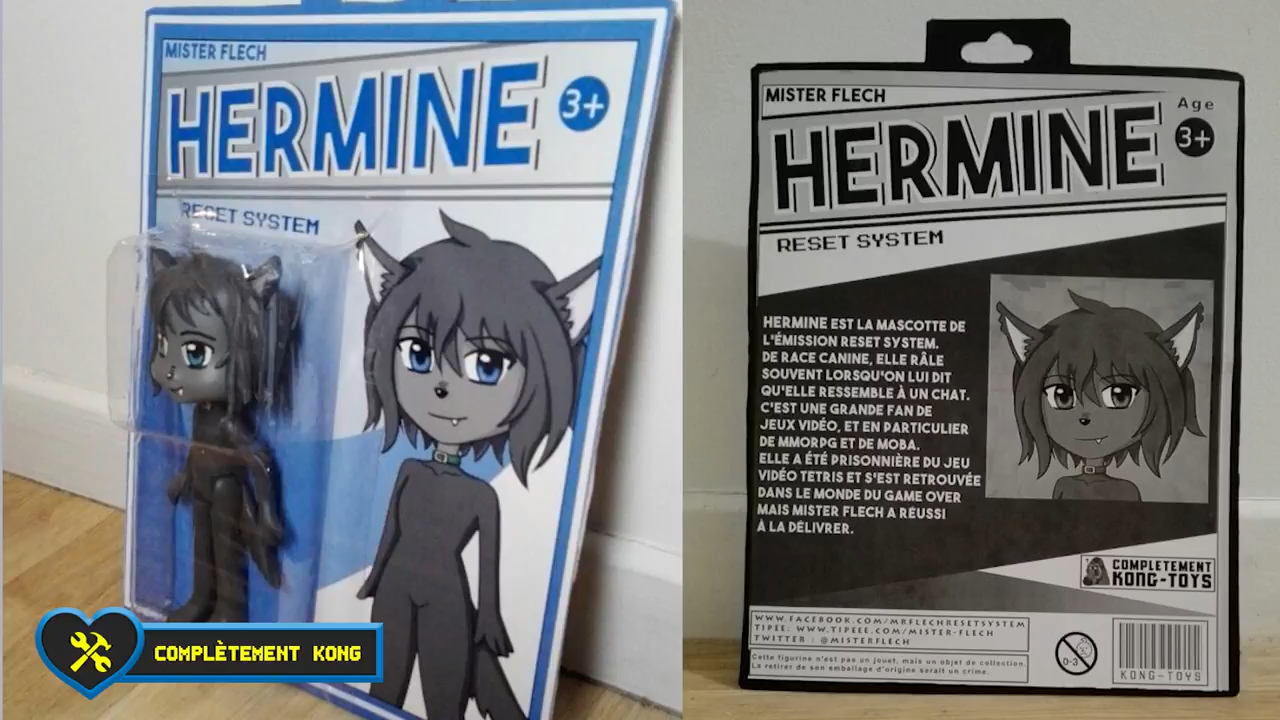 MISTER FLECH
HERMINE
3+
RESET SYSTEM
COMPLÈTEMENT KONG
MISTER FLECH
Age
HERMINE
3+
RESET SYSTEM
HERMINE EST LA MASCOTTE DE
L'ÉMISSION RESET SYSTEM.
DE RACE CANINE, ELLE RÂLE
SOUVENT LORSQU'ON LUI DIT
QU'ELLE RESSEMBLE À UN CHAT.
C'EST UNE GRANDE FAN DE
JEUX VIDÉO, ET EN PARTICULIER
DE MMORPG ET DE MOBA.
ELLE A ÉTÉ PRISONNIÈRE DU JEU
VIDÉO TETRIS ET S'EST RETROUVÉE
DANS LE MONDE DU GAME OVER
MAIS MISTER FLECH A RÉUSSI
À LA DÉLIVRER.
COMPLETEMENT
KONG-TOYS
WWW.FACEBOOK.COM/MRFLECHRESETSYSTEM
TIPEE: WWW.TIPEEE.COM/MISTER-FLECH
TWITTER : @MISTERFLECH
Cette figurine n'est pas un jouet, mais un objet de collection.
La retirer de son emballage d'origine serait un crime.
0-3
KONG-TOYS